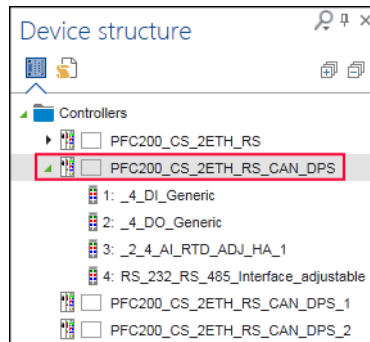 Device structure
Controllers
PFC200_CS_2ETH_RS
PFC200_CS_2ETH_RS_CAN_DPS
1: _4_DI_Generic
2: _4_DO_Generic
3: _2_4_AI_RTD_ADJ_HA_1
4: RS_232_RS_485_Interface_adjustable
PFC200_CS_2ETH_RS_CAN_DPS_1
PFC200_CS_2ETH_RS_CAN_DPS_2